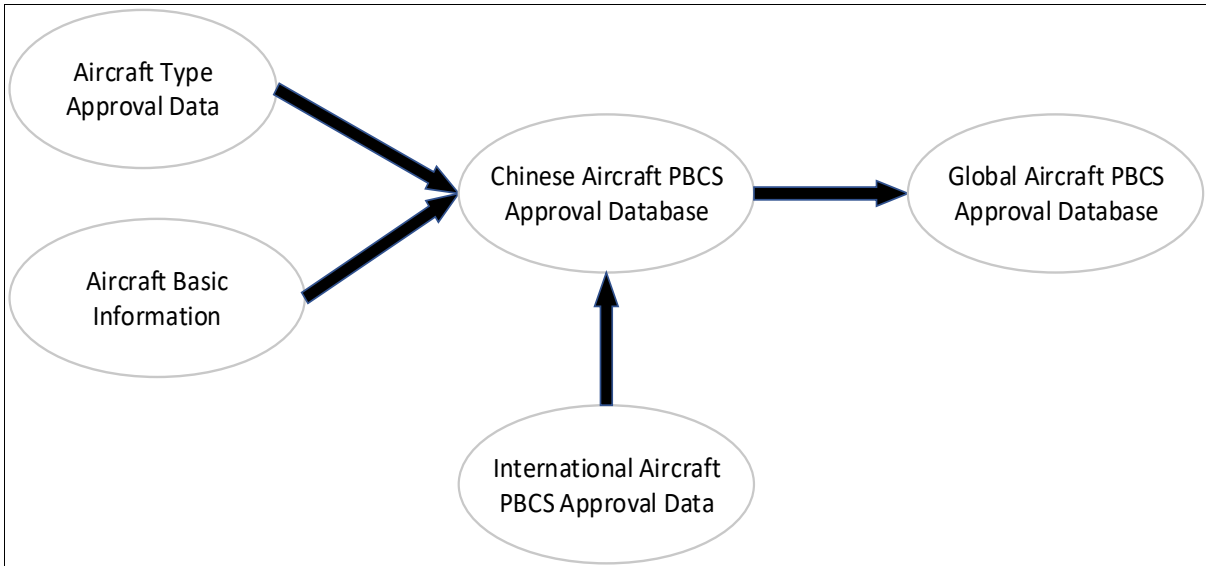 Aircraft Type
Approval Data
Aircraft Basic
Information
Chinese Aircraft PBCS
Approval Database
International Aircraft
PBCS Approval Data
Global Aircraft PBCS
Approval Database